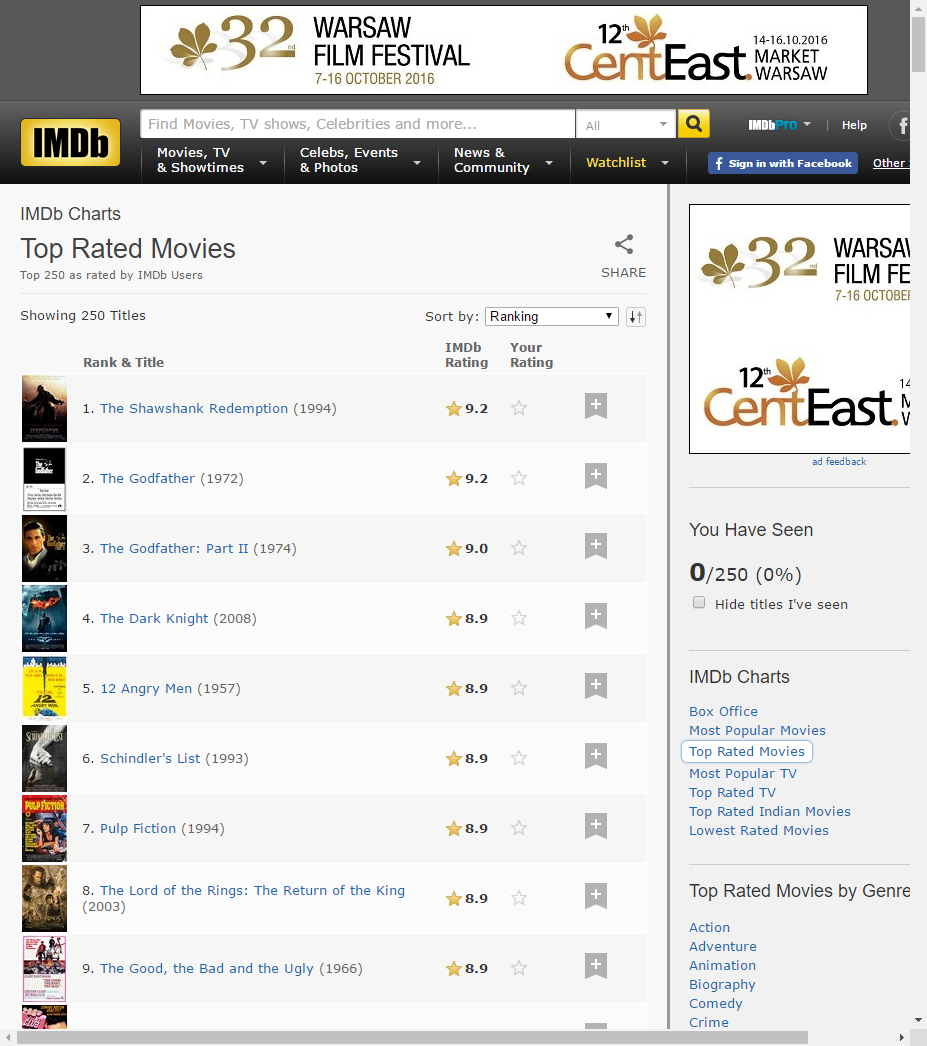 32nd WARSAW
FILM FESTIVAL
7-16 OCTOBER 2016
12th CentEast.
14-16.10.2016
MARKET
WARSAW
IMDb
Find Movies, TV shows, Celebrities and more...
All
IMDbPro
|
Help
f
Movies, TV
& Showtimes
Celebs, Events
& Photos
News &
Community
Watchlist
f Sign in with Facebook
Other
IMDb Charts
Top Rated Movies
Top 250 as rated by IMDb Users
SHARE
Showing 250 Titles
Sort by: Ranking
Rank & Title
IMDb
Rating
Your
Rating
1. The Shawshank Redemption (1994) 9.2
2. The Godfather (1972) 9.2
3. The Godfather: Part II (1974) 9.0
4. The Dark Knight (2008) 8.9
5. 12 Angry Men (1957) 8.9
6. Schindler's List (1993) 8.9
7. Pulp Fiction (1994) 8.9
8. The Lord of the Rings: The Return of the King
(2003) 8.9
9. The Good, the Bad and the Ugly (1966) 8.9
32nd WARSAW
FILM FE
7-16 OCTOBER
12th
CentEast.
ad feedback
You Have Seen
0/250 (0%)
Hide titles I've seen
IMDb Charts
Box Office
Most Popular Movies
Top Rated Movies
Most Popular TV
Top Rated TV
Top Rated Indian Movies
Lowest Rated Movies
Top Rated Movies by Genre
Action
Adventure
Animation
Biography
Comedy
Crime